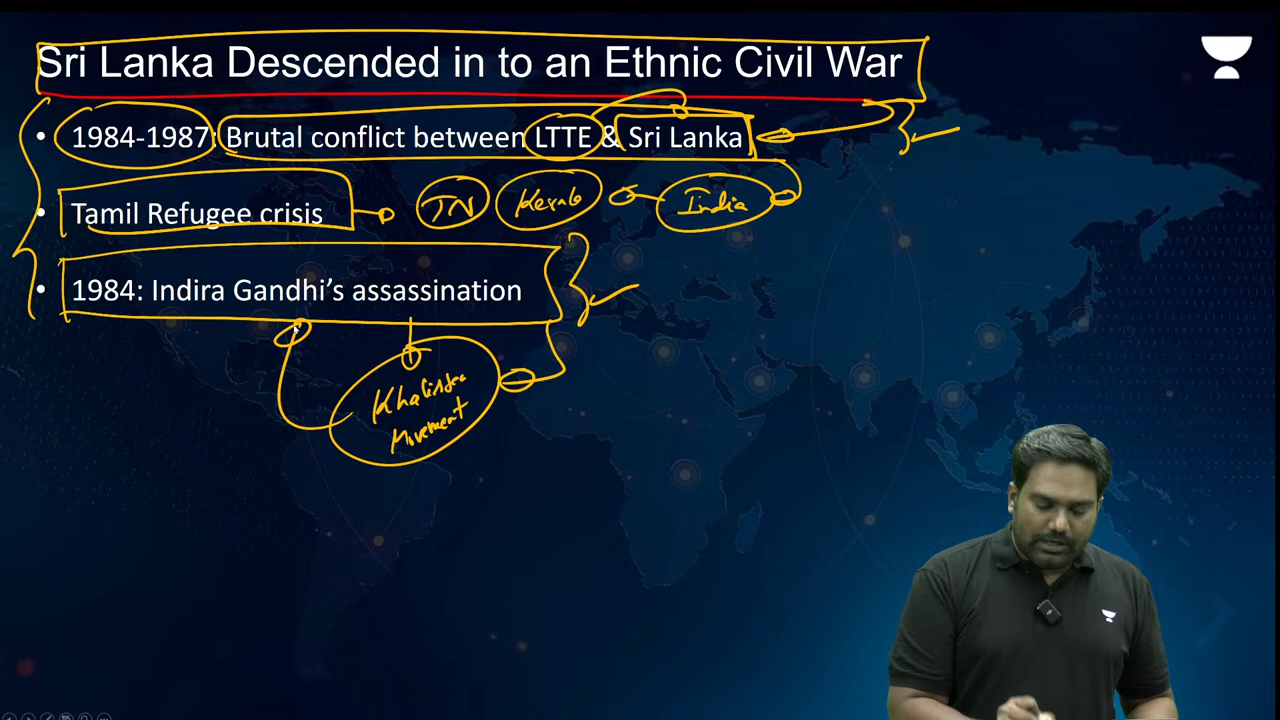 Sri Lanka Descended in to an Ethnic Civil War
• 1984-1987: Brutal conflict between LTTE & Sri Lanka
• Tamil Refugee crisis TN Kerala India
• 1984: Indira Gandhi’s assassination
Movement